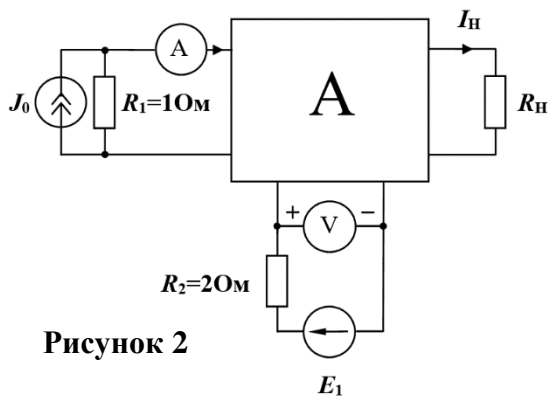 A
I_Н
J_0
R_1=1Ом
A
R_Н
+ V −
R_2=2Ом
Рисунок 2
E_1